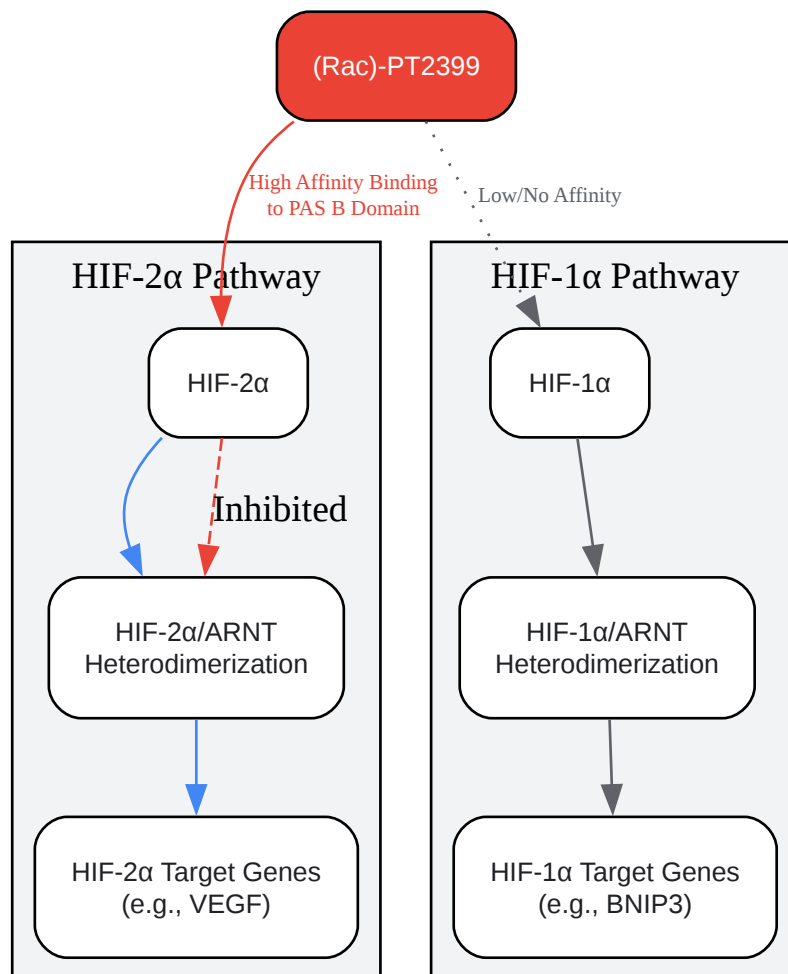 (Rac)-PT2399
High Affinity Binding
to PAS B Domain
Low/No Affinity
HIF-2α Pathway
HIF-2α
Inhibited
HIF-2α/ARNT
Heterodimerization
HIF-2α Target Genes
(e.g., VEGF)
HIF-1α Pathway
HIF-1α
HIF-1α/ARNT
Heterodimerization
HIF-1α Target Genes
(e.g., BNIP3)